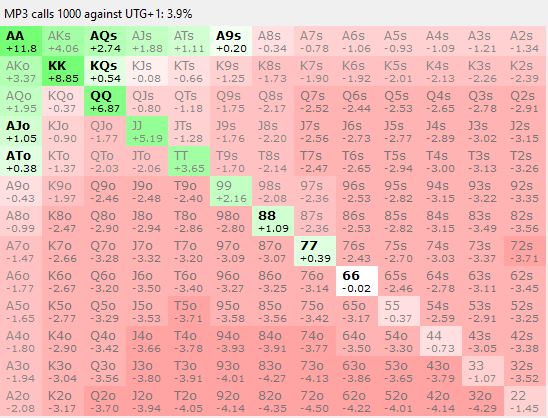 MP3 calls 1000 against UTG+1: 3.9%
AA AKs AQs AJs ATs A9s A8s A7s A6s A5s A4s A3s A2s
+11.8 +4.06 +2.74 +1.88 +1.11 +0.20 -0.34 -0.78 -1.06 -0.93 -1.09 -1.21 -1.34
AKo KK KQs KJs KTs K9s K8s K7s K6s K5s K4s K3s K2s
+3.37 +8.85 +0.54 -0.08 -0.66 -1.25 -1.73 -1.90 -1.92 -2.01 -2.13 -2.26 -2.39
AQo KQo QQ QJs QTs Q9s Q8s Q7s Q6s Q5s Q4s Q3s Q2s
+1.95 -0.37 +6.87 -0.80 -1.18 -1.75 -2.17 -2.52 -2.44 -2.53 -2.65 -2.78 -2.91
AJo KJo QJo JJ JTs J9s J8s J7s J6s J5s J4s J3s J2s
+1.05 -0.90 -1.77 +5.19 -1.28 -1.76 -2.20 -2.56 -2.73 -2.77 -2.89 -3.02 -3.15
ATo KTo QTo JTo TT T9s T8s T7s T6s T5s T4s T3s T2s
+0.38 -1.37 -2.03 -2.06 +3.65 -1.70 -2.14 -2.47 -2.65 -2.94 -3.00 -3.13 -3.26
A9o K9o Q9o J9o T9o 99 98s 97s 96s 95s 94s 93s 92s
-0.43 -1.97 -2.46 -2.48 -2.40 +2.16 -2.08 -2.36 -2.53 -2.82 -3.15 -3.22 -3.35
A8o K8o Q8o J8o T8o 98o 88 87s 86s 85s 84s 83s 82s
-0.99 -2.47 -2.90 -2.94 -2.86 -2.80 +1.09 -2.36 -2.53 -2.82 -3.15 -3.49 -3.56
A7o K7o Q7o J7o T7o 97o 87o 77 76s 75s 74s 73s 72s
-1.47 -2.66 -3.28 -3.32 -3.20 -3.09 -3.07 +0.39 -2.43 -2.70 -3.03 -3.37 -3.71
A6o K6o Q6o J6o T6o 96o 86o 76o 66 65s 64s 63s 62s
-1.77 -2.67 -3.20 -3.50 -3.40 -3.27 -3.25 -3.14 -0.02 -2.46 -2.78 -3.11 -3.45
A5o K5o Q5o J5o T5o 95o 85o 75o 65o 55 54s 53s 52s
-1.65 -2.77 -3.29 -3.53 -3.71 -3.58 -3.56 -3.42 -3.17 -0.37 -2.59 -2.91 -3.25
A4o K4o Q4o J4o T4o 94o 84o 74o 64o 54o 44 43s 42s
-1.80 -2.90 -3.42 -3.66 -3.78 -3.93 -3.91 -3.77 -3.50 -3.30 -0.73 -3.05 -3.38
A3o K3o Q3o J3o T3o 93o 83o 73o 63o 53o 43o 33 32s
-1.94 -3.04 -3.56 -3.80 -3.91 -4.01 -4.27 -4.13 -3.86 -3.65 -3.79 -1.07 -3.52
A2o K2o Q2o J2o T2o 92o 82o 72o 62o 52o 42o 32o 22
-2.08 -3.17 -3.70 -3.94 -4.05 -4.14 -4.35 -4.50 -4.22 -4.01 -4.14 -4.29 -1.45